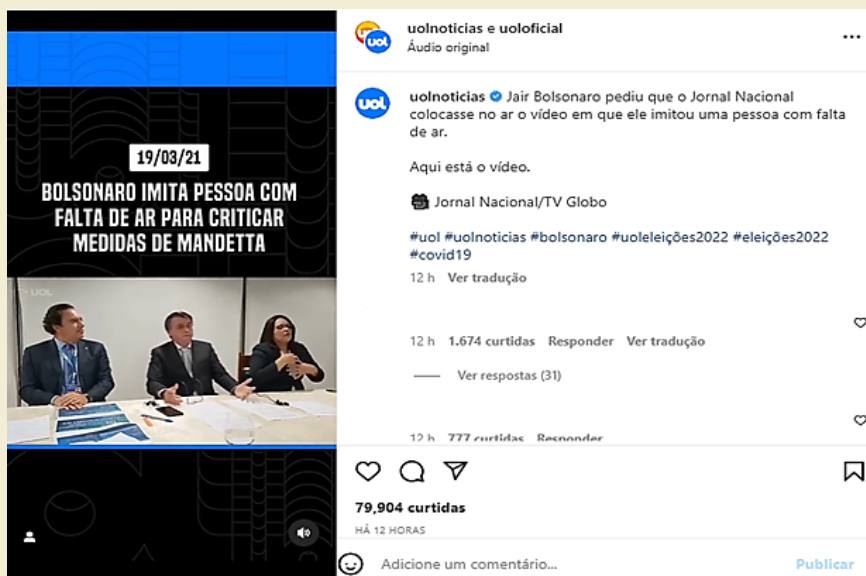 UOL
19/03/21
BOLSONARO IMITA PESSOA COM
FALTA DE AR PARA CRITICAR
MEDIDAS DE MANDETTA
uol
uolnoticias e uoloficial
Áudio original
uol
uolnoticias Jair Bolsonaro pediu que o Jornal Nacional
colocasse no ar o vídeo em que ele imitou uma pessoa com falta
de ar.
Aqui está o vídeo.
Jornal Nacional/TV Globo
#uol #uolnoticias #bolsonaro #uoleleições2022 #eleições2022
#covid19
12 h Ver tradução
12 h 1.674 curtidas Responder Ver tradução
Ver respostas (31)
12 h 777 curtidas Responder
79,904 curtidas
HÁ 12 HORAS
Adicione um comentário...
Publicar